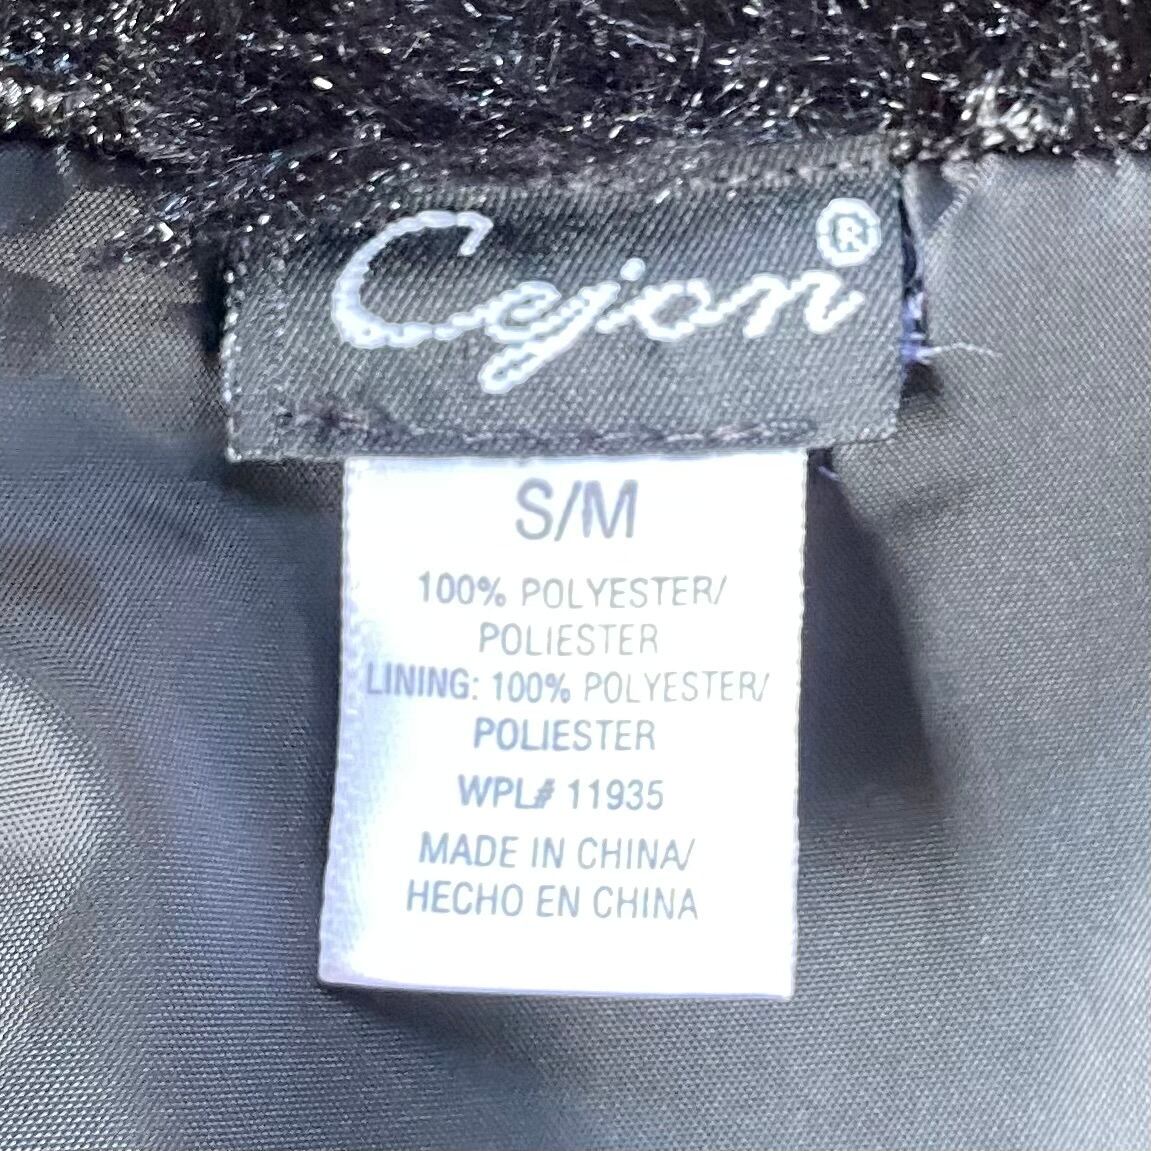 Cejon®
S/M
100% POLYESTER/
POLIESTER
LINING: 100% POLYESTER/
POLIESTER
WPL# 11935
MADE IN CHINA/
HECHO EN CHINA